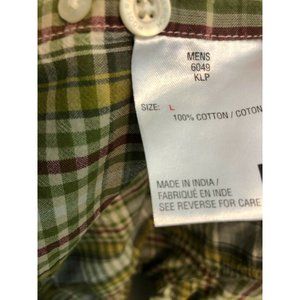 MENS
6049
KLP
SIZE: L
100% COTTON / COTON
MADE IN INDIA /
FABRIQUÉ EN INDE
SEE REVERSE FOR CARE